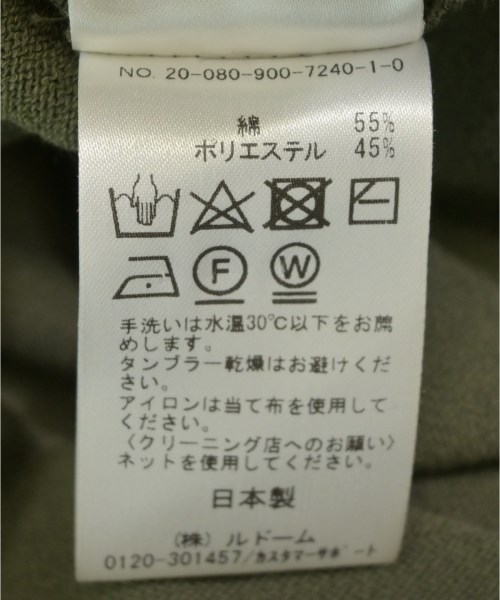 NO. 20-080-900-7240-1-0
綿 55%
ポリエステル 45%
F
W
手洗いは水温30℃以下をお薦
めします。
タンブラー乾燥はお避けくだ
さい。
アイロンは当て布を使用して
ください。
〈クリーニング店へのお願い〉
ネットを使用してください。
日本製
(株) ルドーム
0120-301457/カスタマーサポート